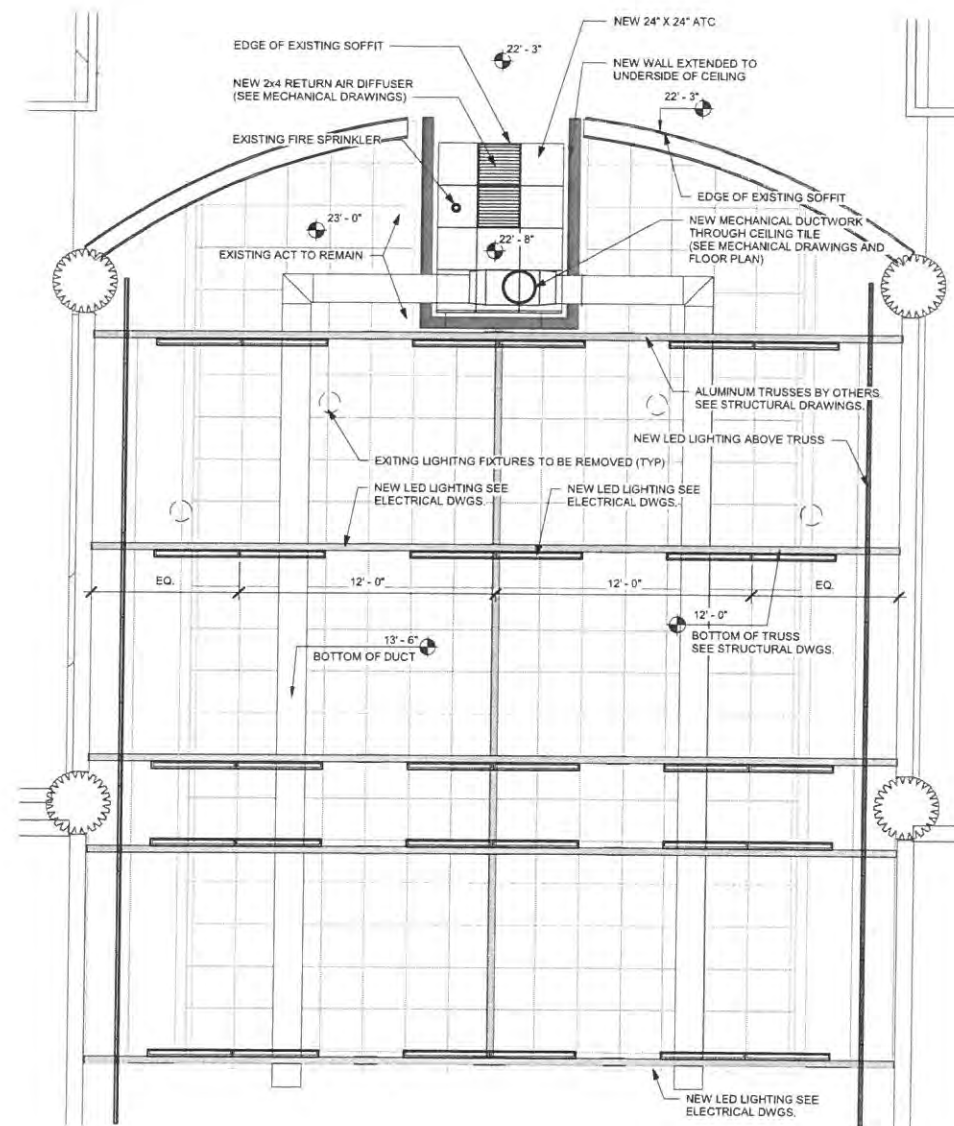 NEW 24" X 24" ATC
EDGE OF EXISTING SOFFIT
22' - 3"
NEW WALL EXTENDED TO
UNDERSIDE OF CEILING
NEW 2x4 RETURN AIR DIFFUSER
(SEE MECHANICAL DRAWINGS)
22' - 3"
EXISTING FIRE SPRINKLER
EDGE OF EXISTING SOFFIT
23' - 0"
NEW MECHANICAL DUCTWORK
THROUGH CEILING TILE
(SEE MECHANICAL DRAWINGS AND
FLOOR PLAN)
22' - 8"
EXISTING ACT TO REMAIN
ALUMINUM TRUSSES BY OTHERS
SEE STRUCTURAL DRAWINGS.
NEW LED LIGHTING ABOVE TRUSS
EXITING LIGHITNG FIXTURES TO BE REMOVED (TYP)
NEW LED LIGHTING SEE
ELECTRICAL DWGS.
NEW LED LIGHTING SEE
ELECTRICAL DWGS.
EQ.
12' - 0"
12' - 0"
EQ.
12' - 0"
BOTTOM OF TRUSS
SEE STRUCTURAL DWGS.
13' - 6"
BOTTOM OF DUCT
NEW LED LIGHTING SEE
ELECTRICAL DWGS.